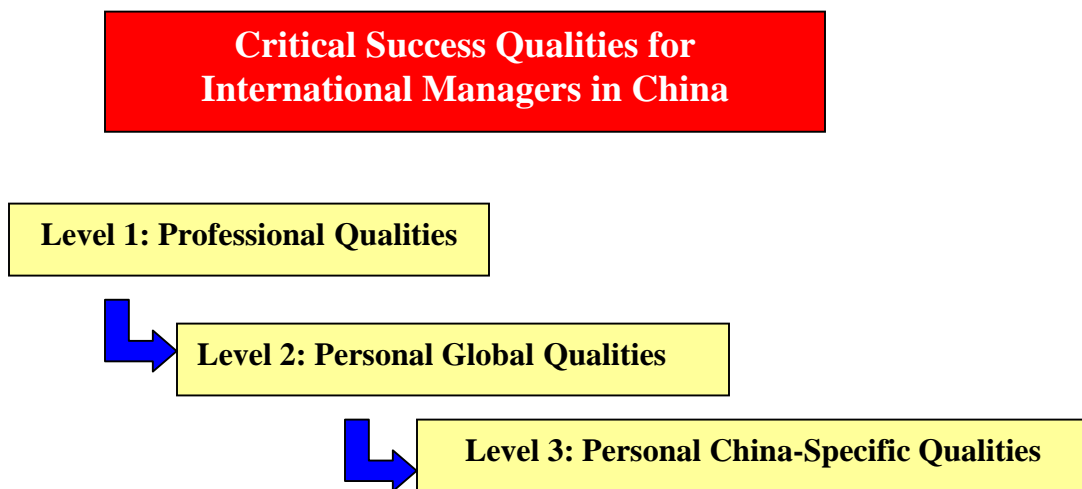 Critical Success Qualities for
International Managers in China
Level 1: Professional Qualities
Level 2: Personal Global Qualities
Level 3: Personal China-Specific Qualities